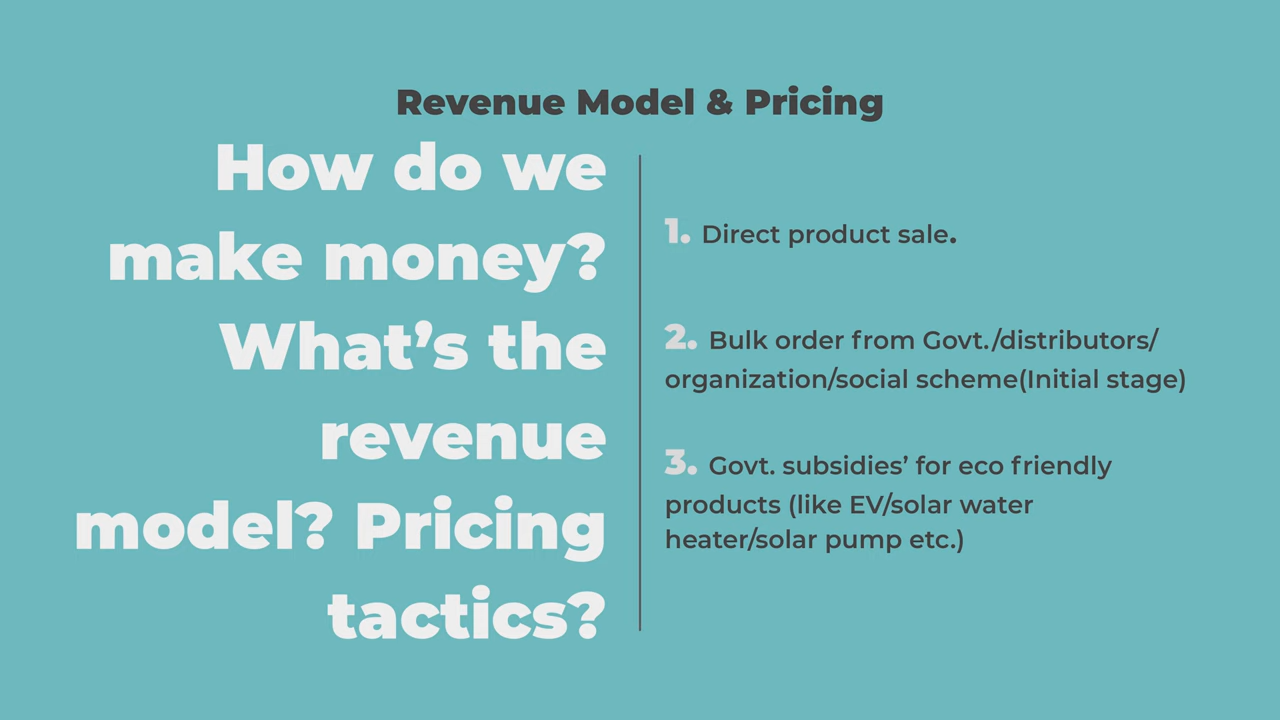 Revenue Model & Pricing
How do we
make money?
What’s the
revenue
model? Pricing
tactics?
1. Direct product sale.
2. Bulk order from Govt./distributors/
organization/social scheme(Initial stage)
3. Govt. subsidies’ for eco friendly
products (like EV/solar water
heater/solar pump etc.)